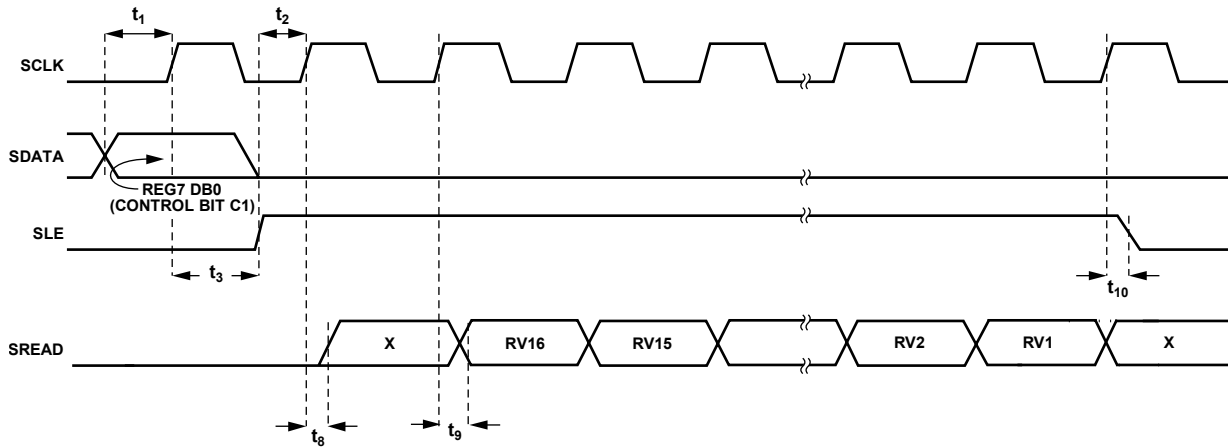 t1
t2
SCLK
SDATA
REG7 DB0
(CONTROL BIT C1)
SLE
t3
t10
SREAD
X
RV16
RV15
RV2
RV1
X
t8
t9